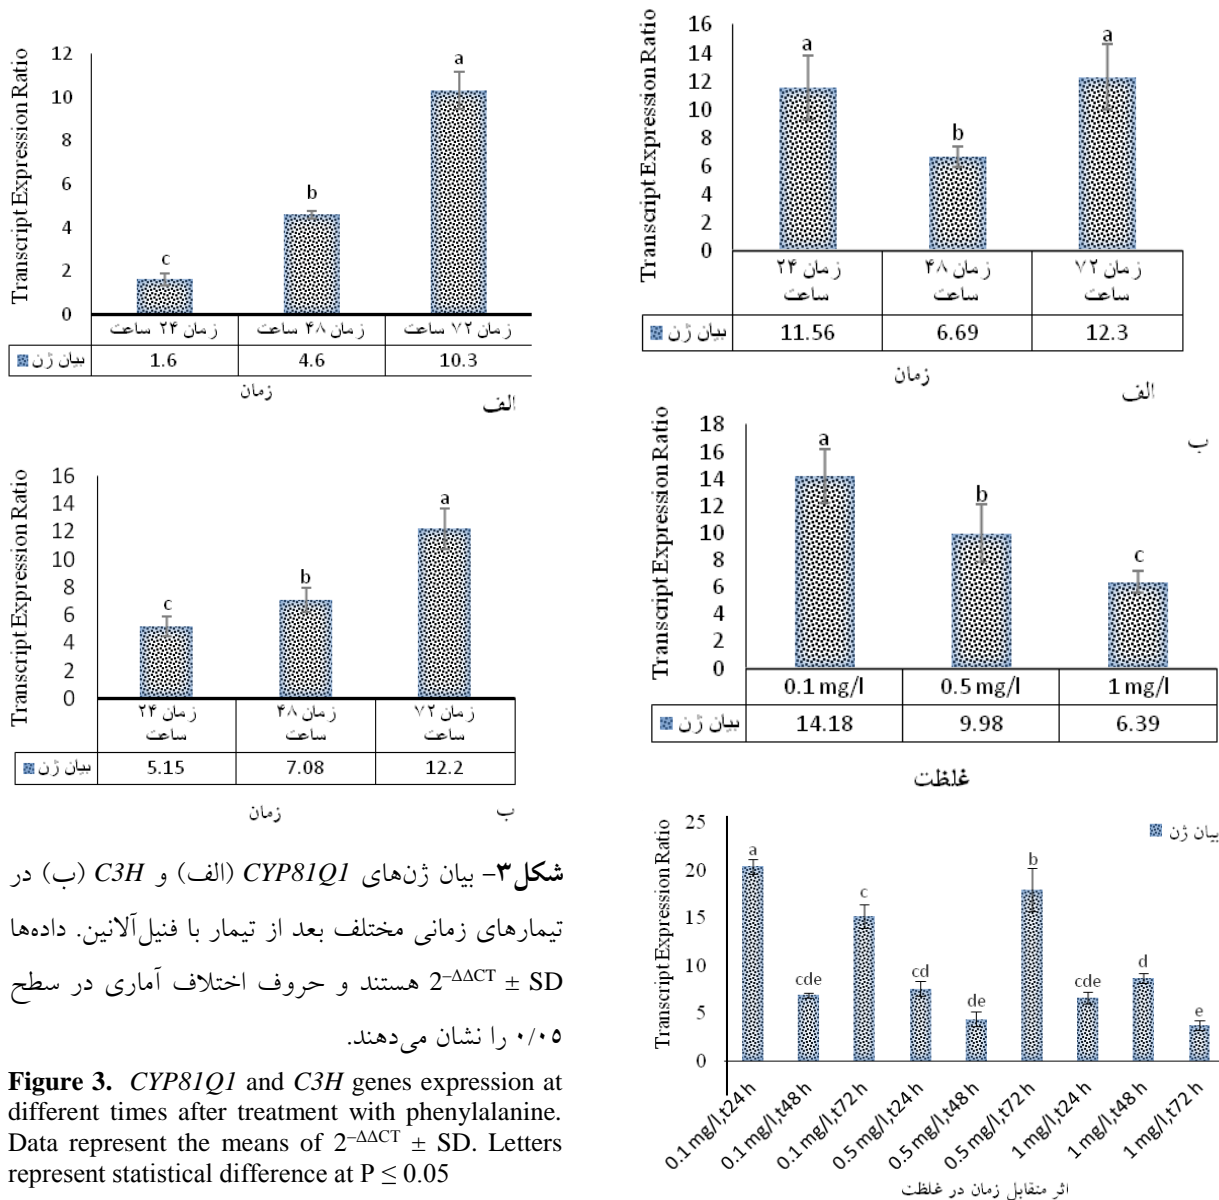 Transcript Expression Ratio
12
10
8
6
4
2
0
c
b
a
زمان ۲۴ ساعت
زمان ۴۸ ساعت
زمان ۷۲ ساعت
بیان ژن
1.6
4.6
10.3
زمان
الف
Transcript Expression Ratio
16
14
12
10
8
6
4
2
0
c
b
a
زمان ۲۴
ساعت
زمان ۴۸
ساعت
زمان ۷۲
ساعت
بیان ژن
5.15
7.08
12.2
زمان
ب
شکل۳- بیان ژن‌های CYP81Q1 (الف) و C3H (ب) در
تیمارهای زمانی مختلف بعد از تیمار با فنیل‌آلانین. داده‌ها
2–ΔΔCT ± SD هستند و حروف اختلاف آماری در سطح
۰/۰۵ را نشان می‌دهند.
Figure 3. CYP81Q1 and C3H genes expression at
different times after treatment with phenylalanine.
Data represent the means of 2–ΔΔCT ± SD. Letters
represent statistical difference at P ≤ 0.05
Transcript Expression Ratio
16
14
12
10
8
6
4
2
0
a
b
a
زمان ۲۴
ساعت
زمان ۴۸
ساعت
زمان ۷۲
ساعت
بیان ژن
11.56
6.69
12.3
زمان
الف
ب
Transcript Expression Ratio
18
16
14
12
10
8
6
4
2
0
a
b
c
0.1 mg/l
0.5 mg/l
1 mg/l
بیان ژن
14.18
9.98
6.39
غلظت
Transcript Expression Ratio
25
20
15
10
5
0
بیان ژن
a
cde
c
cd
de
b
cde
d
e
0.1 mg/l,t24 h
0.1 mg/l,t48 h
0.1 mg/l,t72 h
0.5 mg/l,t24 h
0.5 mg/l,t48 h
0.5 mg/l,t72 h
1 mg/l,t24 h
1 mg/l,t48 h
1 mg/l,t72 h
اثر متقابل زمان در غلظت